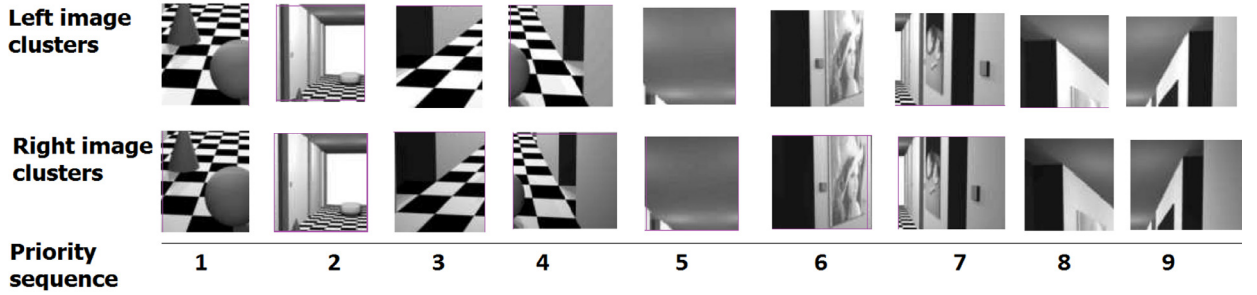 Left image
clusters
Right image
clusters
Priority
sequence
1 2 3 4 5 6 7 8 9